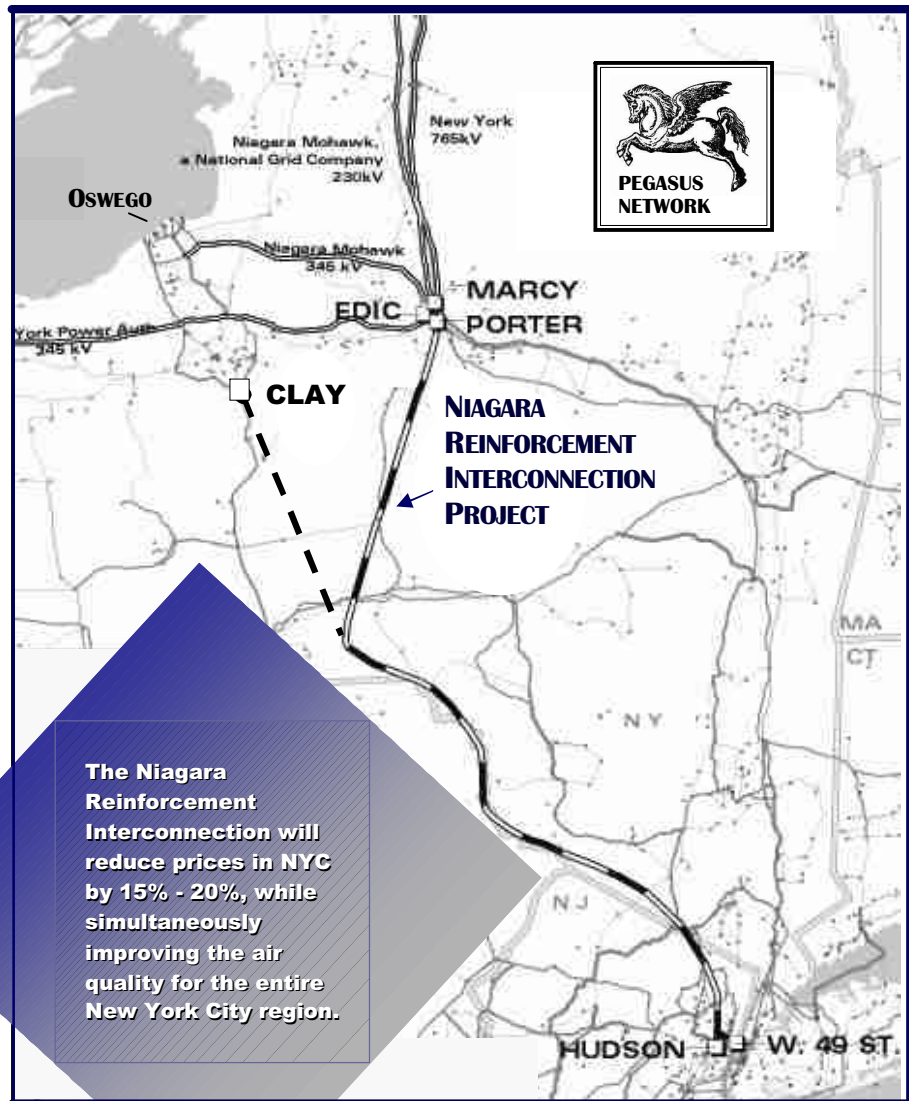 New York
765kV
Niagara Mohawk,
a National Grid Company
230kV
PEGASUS
NETWORK
OSWEGO
Niagara Mohawk
345 kV
MARCY
EDIC
PORTER
York Power Auth
345 kV
CLAY
NIAGARA
REINFORCEMENT
INTERCONNECTION
PROJECT
MA
CT
NY
The Niagara
Reinforcement
Interconnection will
reduce prices in NYC
by 15% - 20%, while
simultaneously
improving the air
quality for the entire
New York City region.
NJ
HUDSON
W. 49 ST.